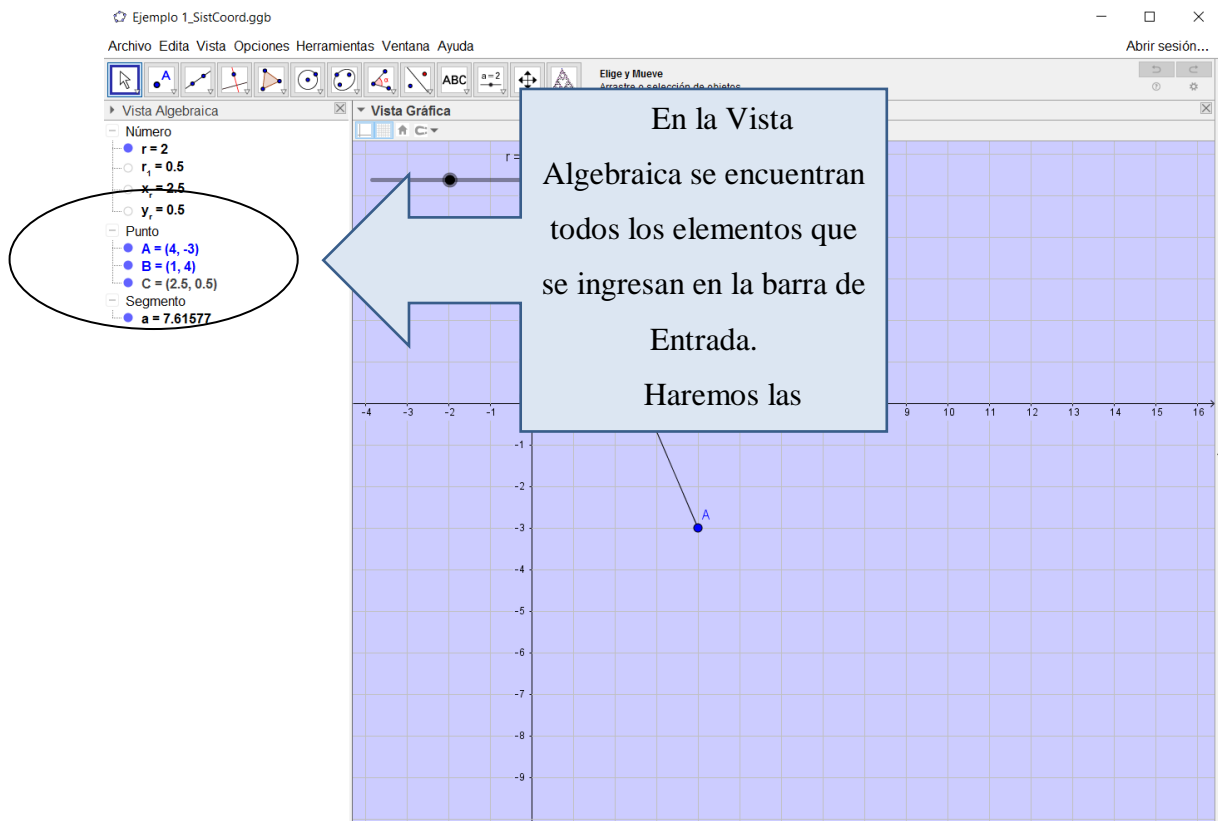 Ejemplo 1_SistCoord.ggb
Archivo Edita Vista Opciones Herramientas Ventana Ayuda
Abrir sesión...
A
ABC
a = 2
Elige y Mueve
Arrastre o selección de objetos
Vista Algebraica
Vista Gráfica
Número
r = 2
r₁ = 0.5
xᵣ = 2.5
yᵣ = 0.5
Punto
A = (4, -3)
B = (1, 4)
C = (2.5, 0.5)
Segmento
a = 7.61577
r =
En la Vista
Algebraica se encuentran
todos los elementos que
se ingresan en la barra de
Entrada.
Haremos las
-4 -3 -2 -1 9 10 11 12 13 14 15 16
-1
-2
A
-3
-4
-5
-6
-7
-8
-9